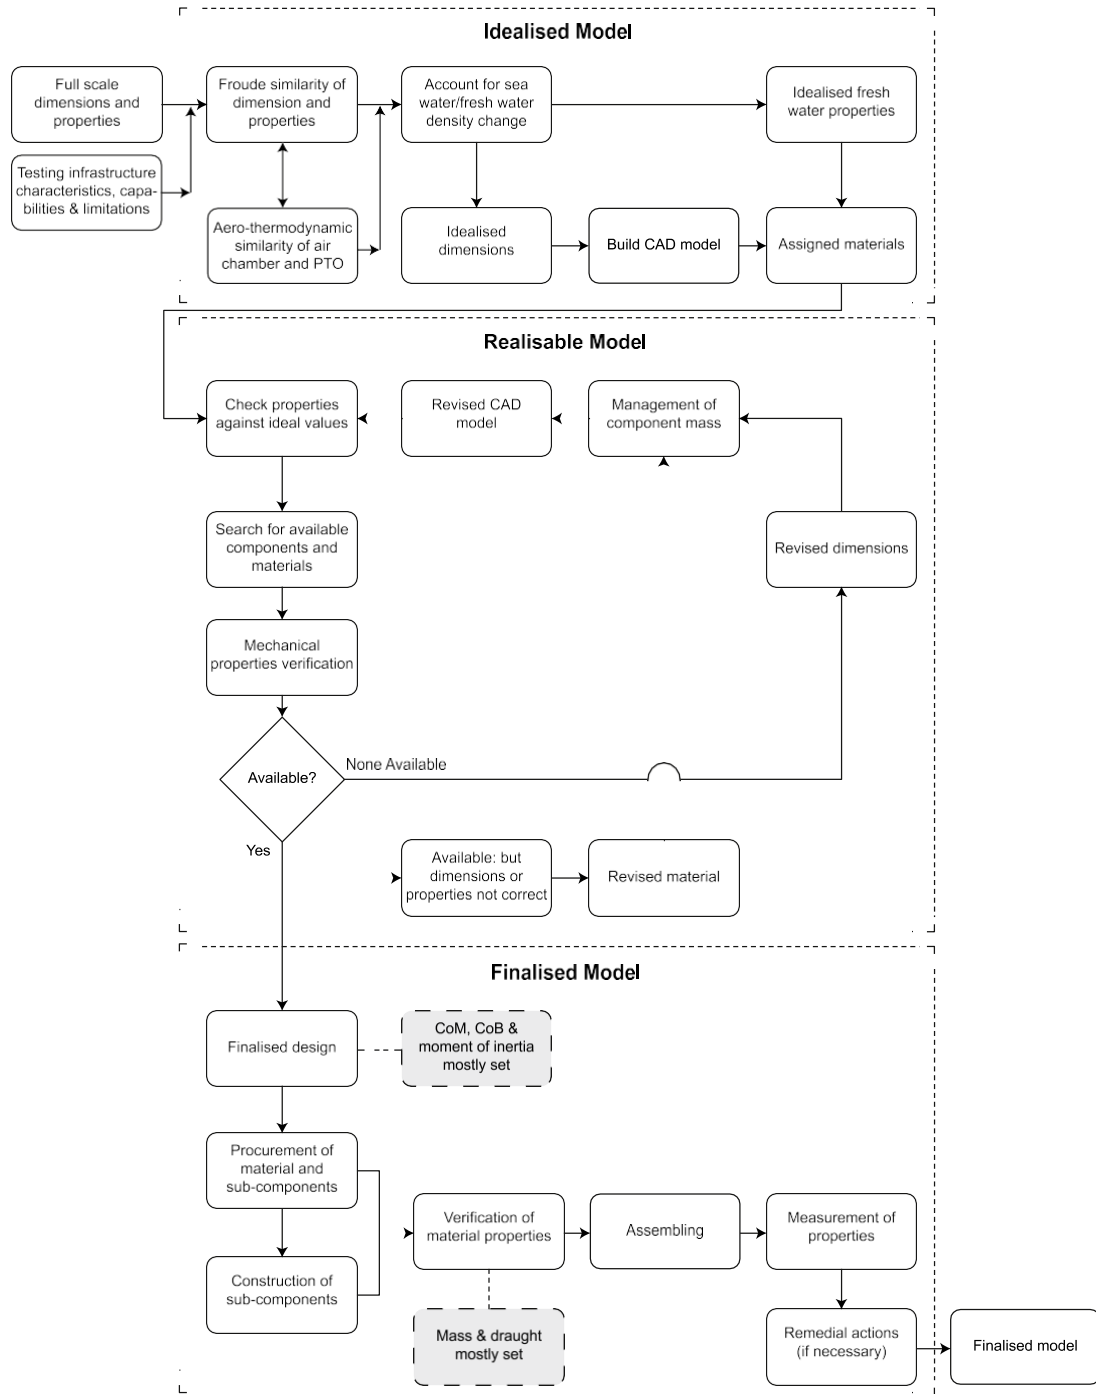 Idealised Model
Full scale
dimensions and
properties
Froude similarity of
dimension and
properties
Account for sea
water/fresh water
density change
Idealised fresh
water properties
Testing infrastructure
characteristics, capa-
bilities & limitations
Aero-thermodynamic
similarity of air
chamber and PTO
Idealised
dimensions
Build CAD model
Assigned materials
Realisable Model
Check properties
against ideal values
Revised CAD
model
Management of
component mass
Search for available
components and
materials
Revised dimensions
Mechanical
properties verification
Available?
None Available
Yes
Available: but
dimensions or
properties not correct
Revised material
Finalised Model
Finalised design
CoM, CoB &
moment of inertia
mostly set
Procurement of
material and
sub-components
Verification of
material properties
Assembling
Measurement of
properties
Construction of
sub-components
Mass & draught
mostly set
Remedial actions
(if necessary)
Finalised model